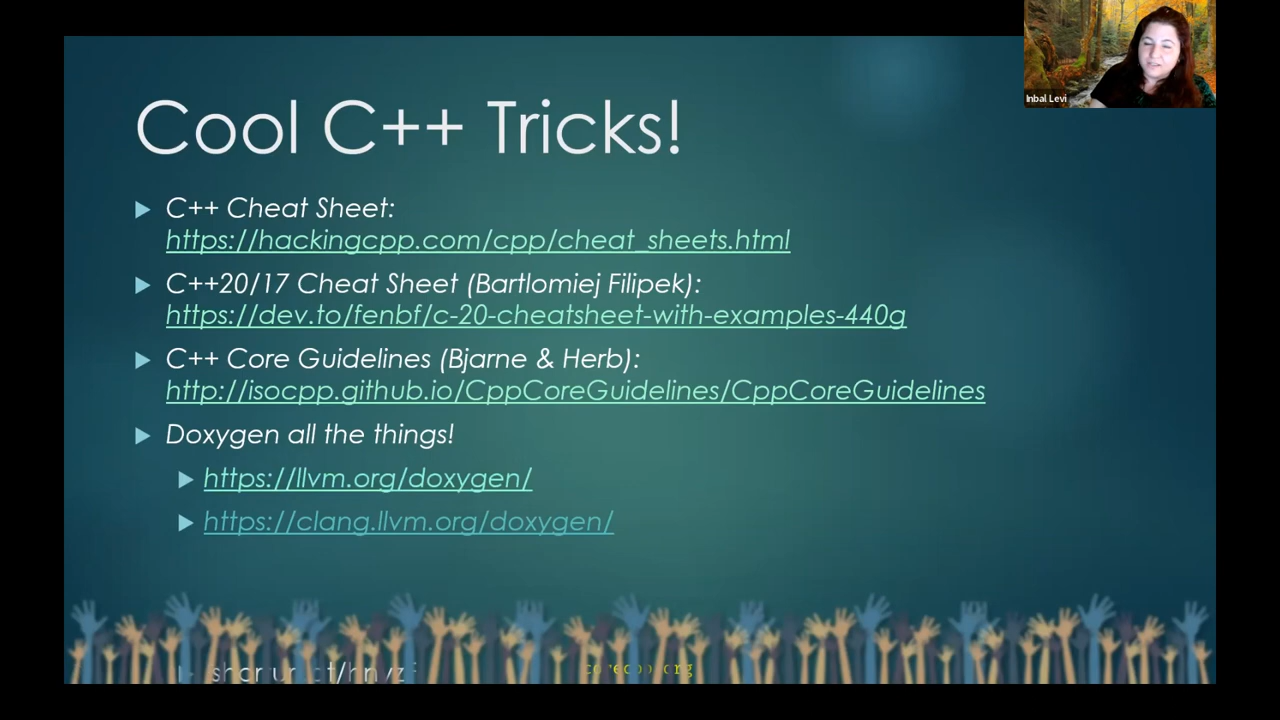 Inbal Levi
Cool C++ Tricks!
C++ Cheat Sheet:
https://hackingcpp.com/cpp/cheat_sheets.html
C++20/17 Cheat Sheet (Bartlomiej Filipek):
https://dev.to/fenbf/c-20-cheatsheet-with-examples-440g
C++ Core Guidelines (Bjarne & Herb):
http://isocpp.github.io/CppCoreGuidelines/CppCoreGuidelines
Doxygen all the things!
https://llvm.org/doxygen/
https://clang.llvm.org/doxygen/
corecpp.org